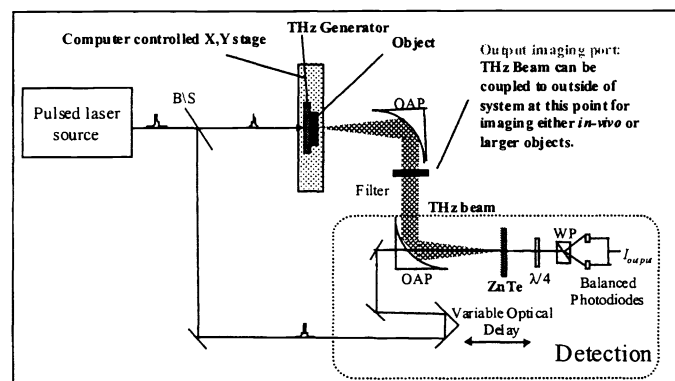 THz Generator
Computer controlled X,Y stage
Object
Output imaging port:
THz Beam can be
coupled to outside of
system at this point for
imaging either in-vivo or
larger objects.
Pulsed laser
source
B\S
OAP
Filter
THz beam
OAP
ZnTe
λ/4
WP
I output
Balanced
Photodiodes
Variable Optical
Delay
Detection